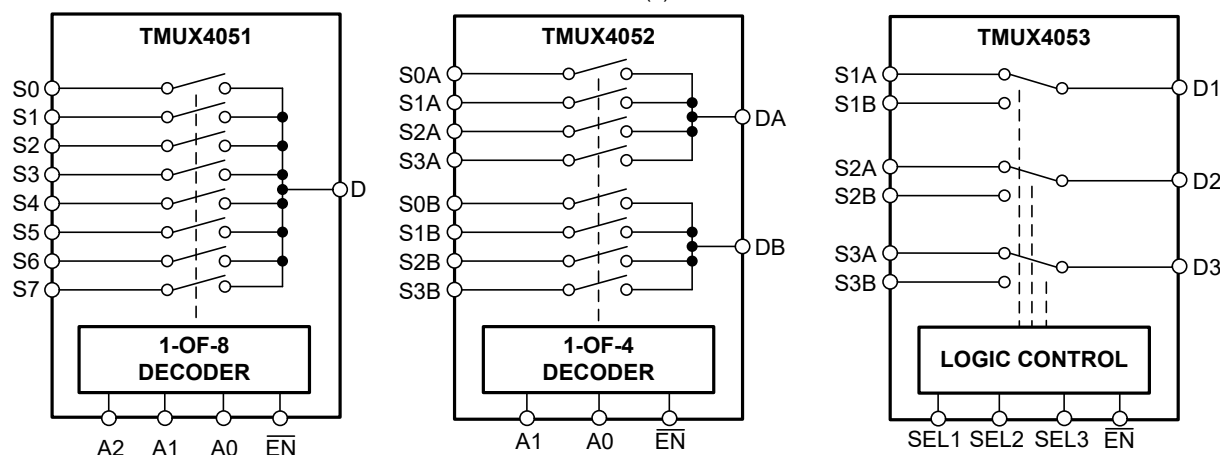 TMUX4051
S0
S1
S2
S3
S4
S5
S6
S7
D
1-OF-8
DECODER
A2 A1 A0 EN
TMUX4052
S0A
S1A
S2A
S3A
S0B
S1B
S2B
S3B
DA
DB
1-OF-4
DECODER
A1 A0 EN
TMUX4053
S1A
S1B
S2A
S2B
S3A
S3B
D1
D2
D3
LOGIC CONTROL
SEL1 SEL2 SEL3 EN